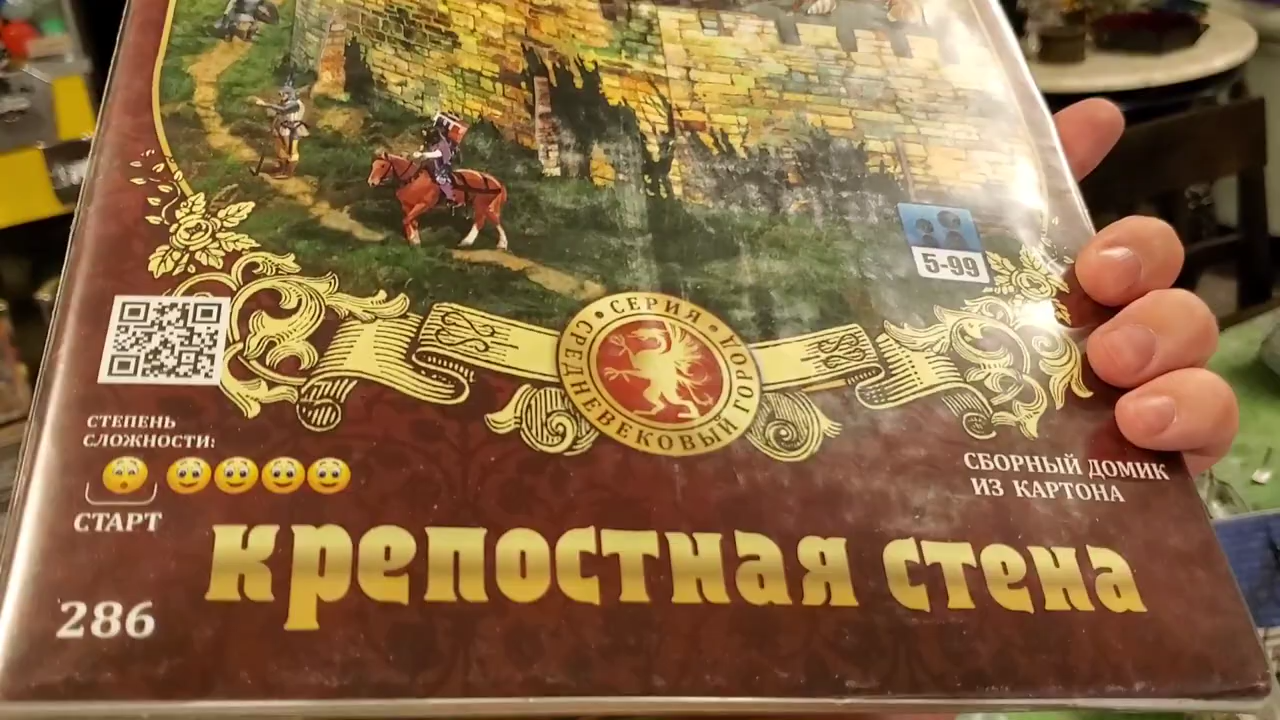 5-99
СЕРИЯ • ГОРОД • СРЕДНЕВЕКОВЫЙ
СТЕПЕНЬ
СЛОЖНОСТИ:
СТАРТ
СБОРНЫЙ ДОМИК
ИЗ КАРТОНА
крепостная стена
286